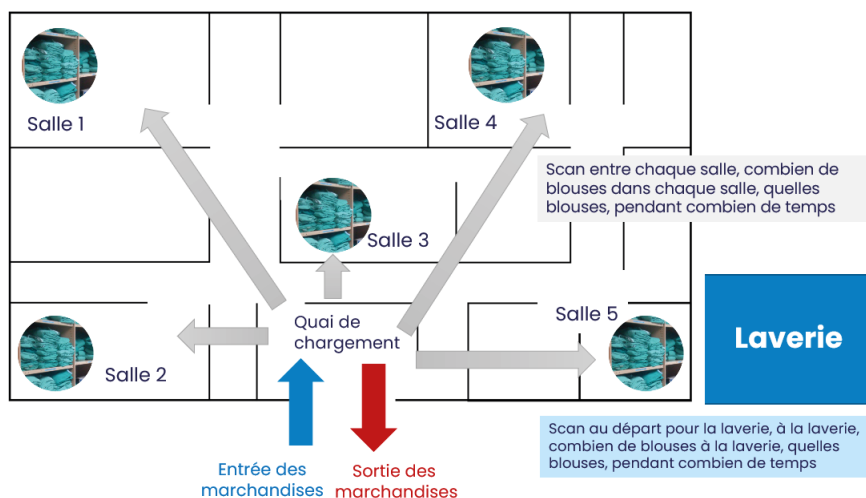 Salle 1
Salle 4
Scan entre chaque salle, combien de
blouses dans chaque salle, quelles
blouses, pendant combien de temps
Salle 3
Quai de
chargement
Salle 5
Laverie
Salle 2
Scan au départ pour la laverie, à la laverie,
combien de blouses à la laverie, quelles
blouses, pendant combien de temps
Entrée des
marchandises
Sortie des
marchandises